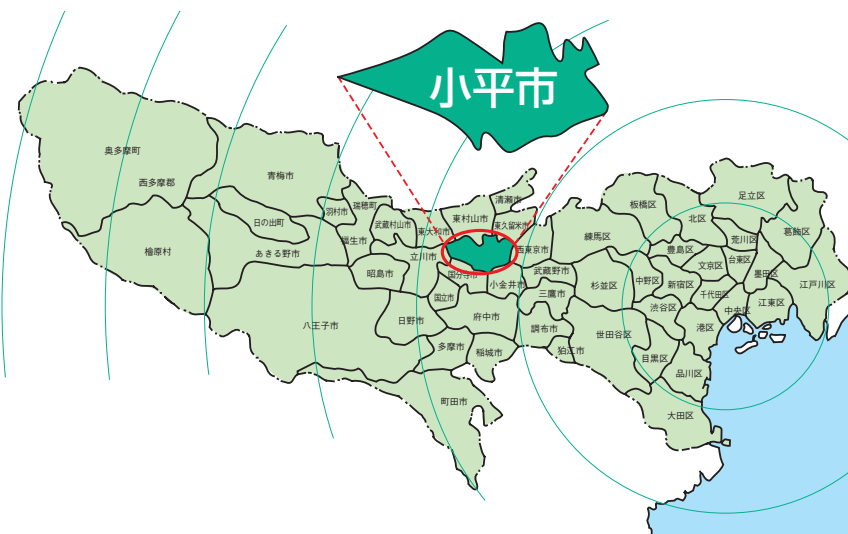 小平市
奥多摩町
西多摩郡
檜原村
青梅市
日の出町
あきる野市
羽村市
瑞穂町
福生市
武蔵村山市
東大和市
東村山市
清瀬市
東久留米市
西東京市
立川市
昭島市
国分寺市
小金井市
武蔵野市
三鷹市
国立市
府中市
調布市
狛江市
八王子市
日野市
多摩市
稲城市
町田市
練馬区
板橋区
北区
足立区
葛飾区
荒川区
豊島区
文京区
台東区
墨田区
江戸川区
杉並区
中野区
新宿区
千代田区
中央区
江東区
渋谷区
港区
世田谷区
目黒区
品川区
大田区